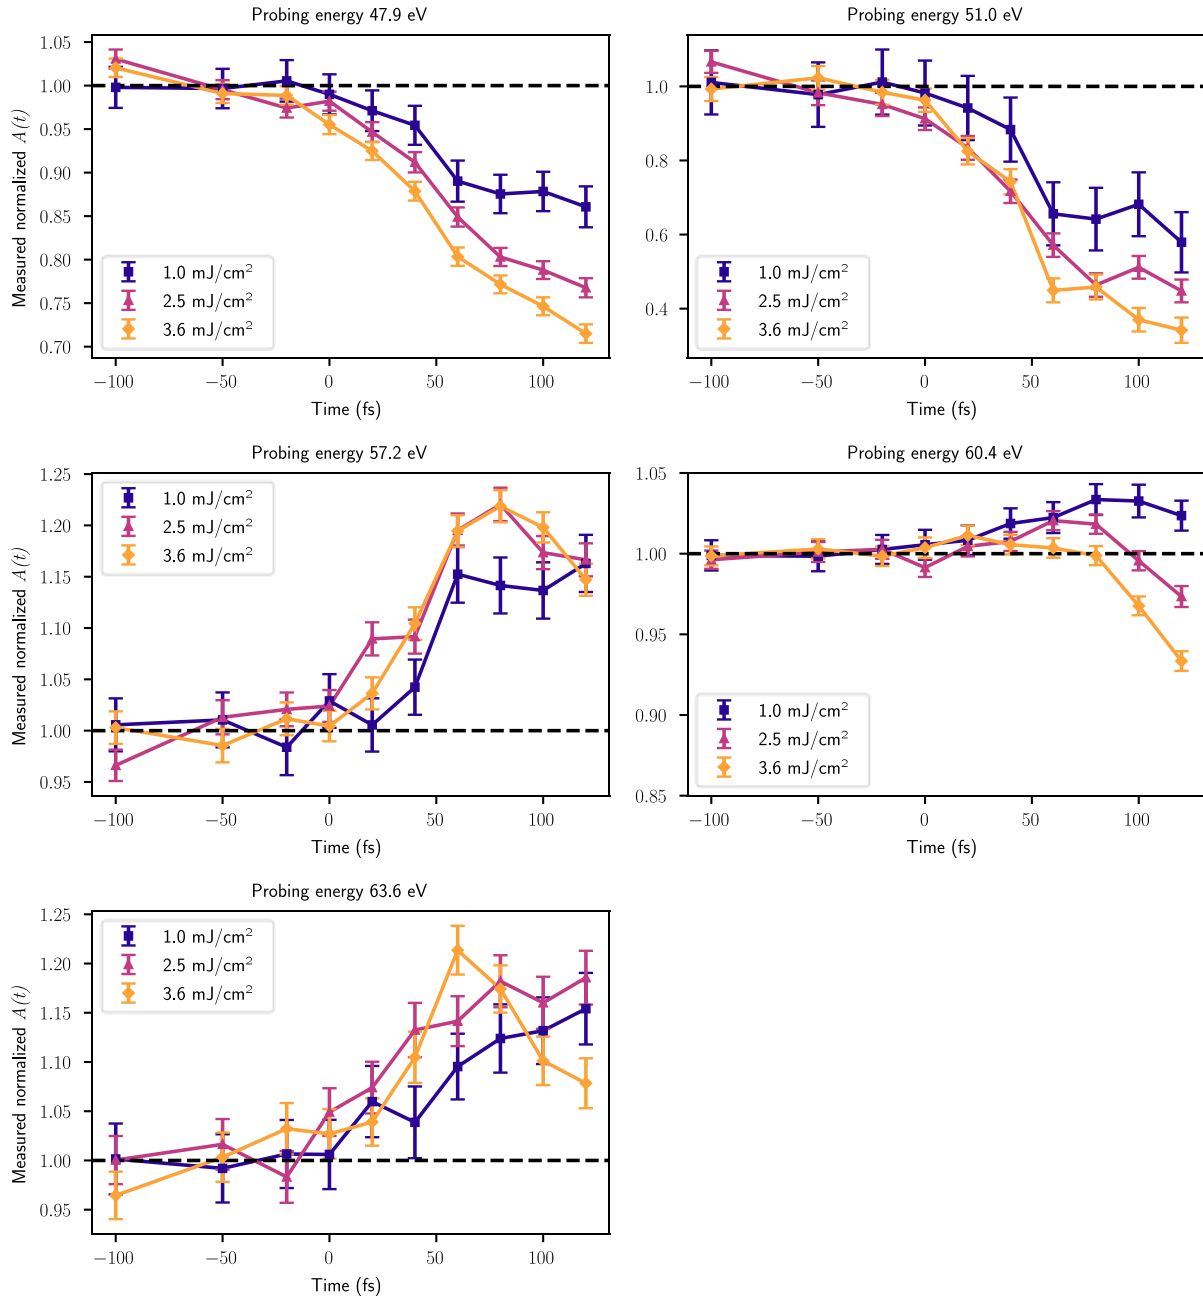 Probing energy 47.9 eV
Measured normalized A(t)
1.05
1.00
0.95
0.90
0.85
0.80
0.75
0.70
1.0 mJ/cm²
2.5 mJ/cm²
3.6 mJ/cm²
−100 −50 0 50 100
Time (fs)
Probing energy 51.0 eV
1.0
0.8
0.6
0.4
1.0 mJ/cm²
2.5 mJ/cm²
3.6 mJ/cm²
−100 −50 0 50 100
Time (fs)
Probing energy 57.2 eV
Measured normalized A(t)
1.25
1.20
1.15
1.10
1.05
1.00
0.95
1.0 mJ/cm²
2.5 mJ/cm²
3.6 mJ/cm²
−100 −50 0 50 100
Time (fs)
Probing energy 60.4 eV
1.05
1.00
0.95
0.90
0.85
1.0 mJ/cm²
2.5 mJ/cm²
3.6 mJ/cm²
−100 −50 0 50 100
Time (fs)
Probing energy 63.6 eV
Measured normalized A(t)
1.25
1.20
1.15
1.10
1.05
1.00
0.95
1.0 mJ/cm²
2.5 mJ/cm²
3.6 mJ/cm²
−100 −50 0 50 100
Time (fs)